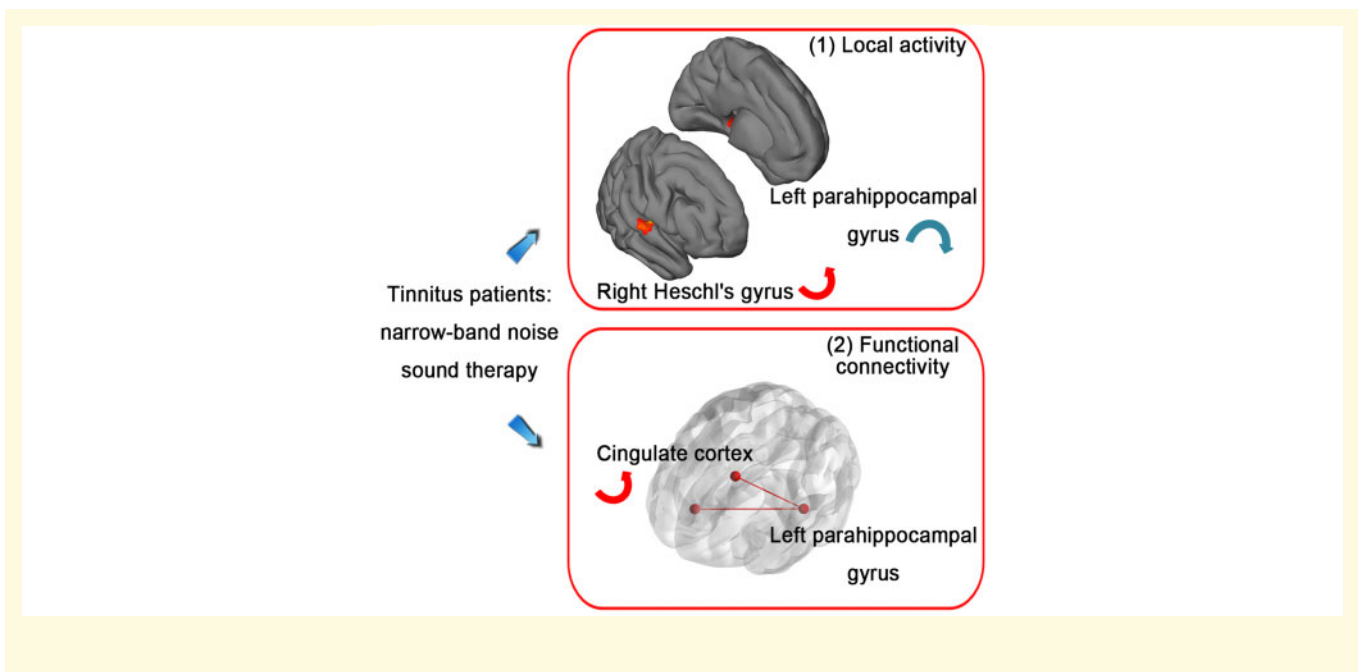 (1) Local activity
Left parahippocampal
gyrus
Right Heschl's gyrus
Tinnitus patients:
narrow-band noise
sound therapy
(2) Functional
connectivity
Cingulate cortex
Left parahippocampal
gyrus